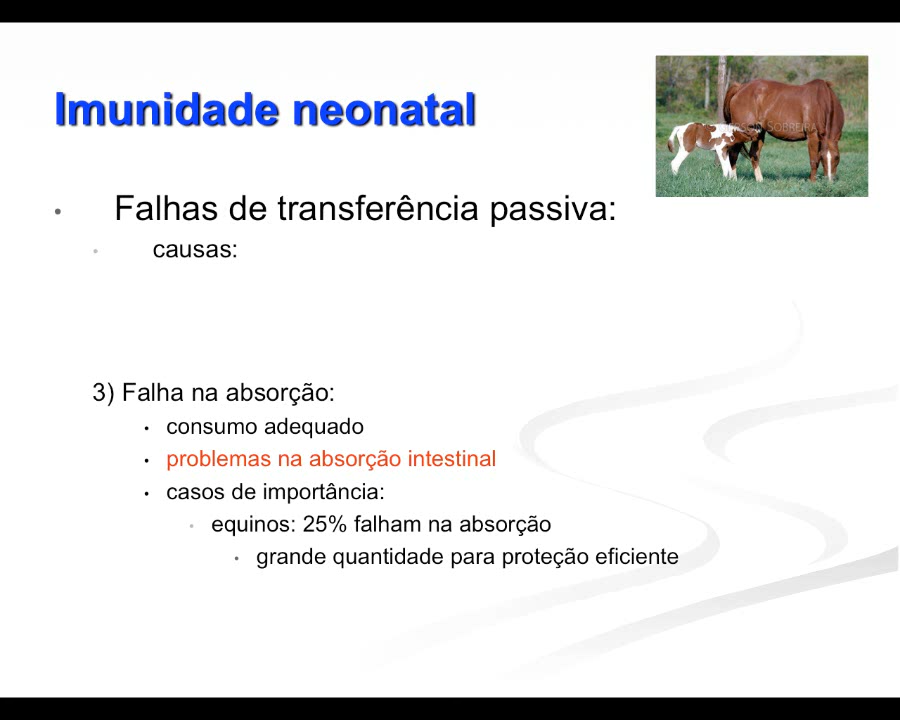 Imunidade neonatal
Falhas de transferência passiva:
causas:
3) Falha na absorção:
consumo adequado
problemas na absorção intestinal
casos de importância:
equinos: 25% falham na absorção
grande quantidade para proteção eficiente